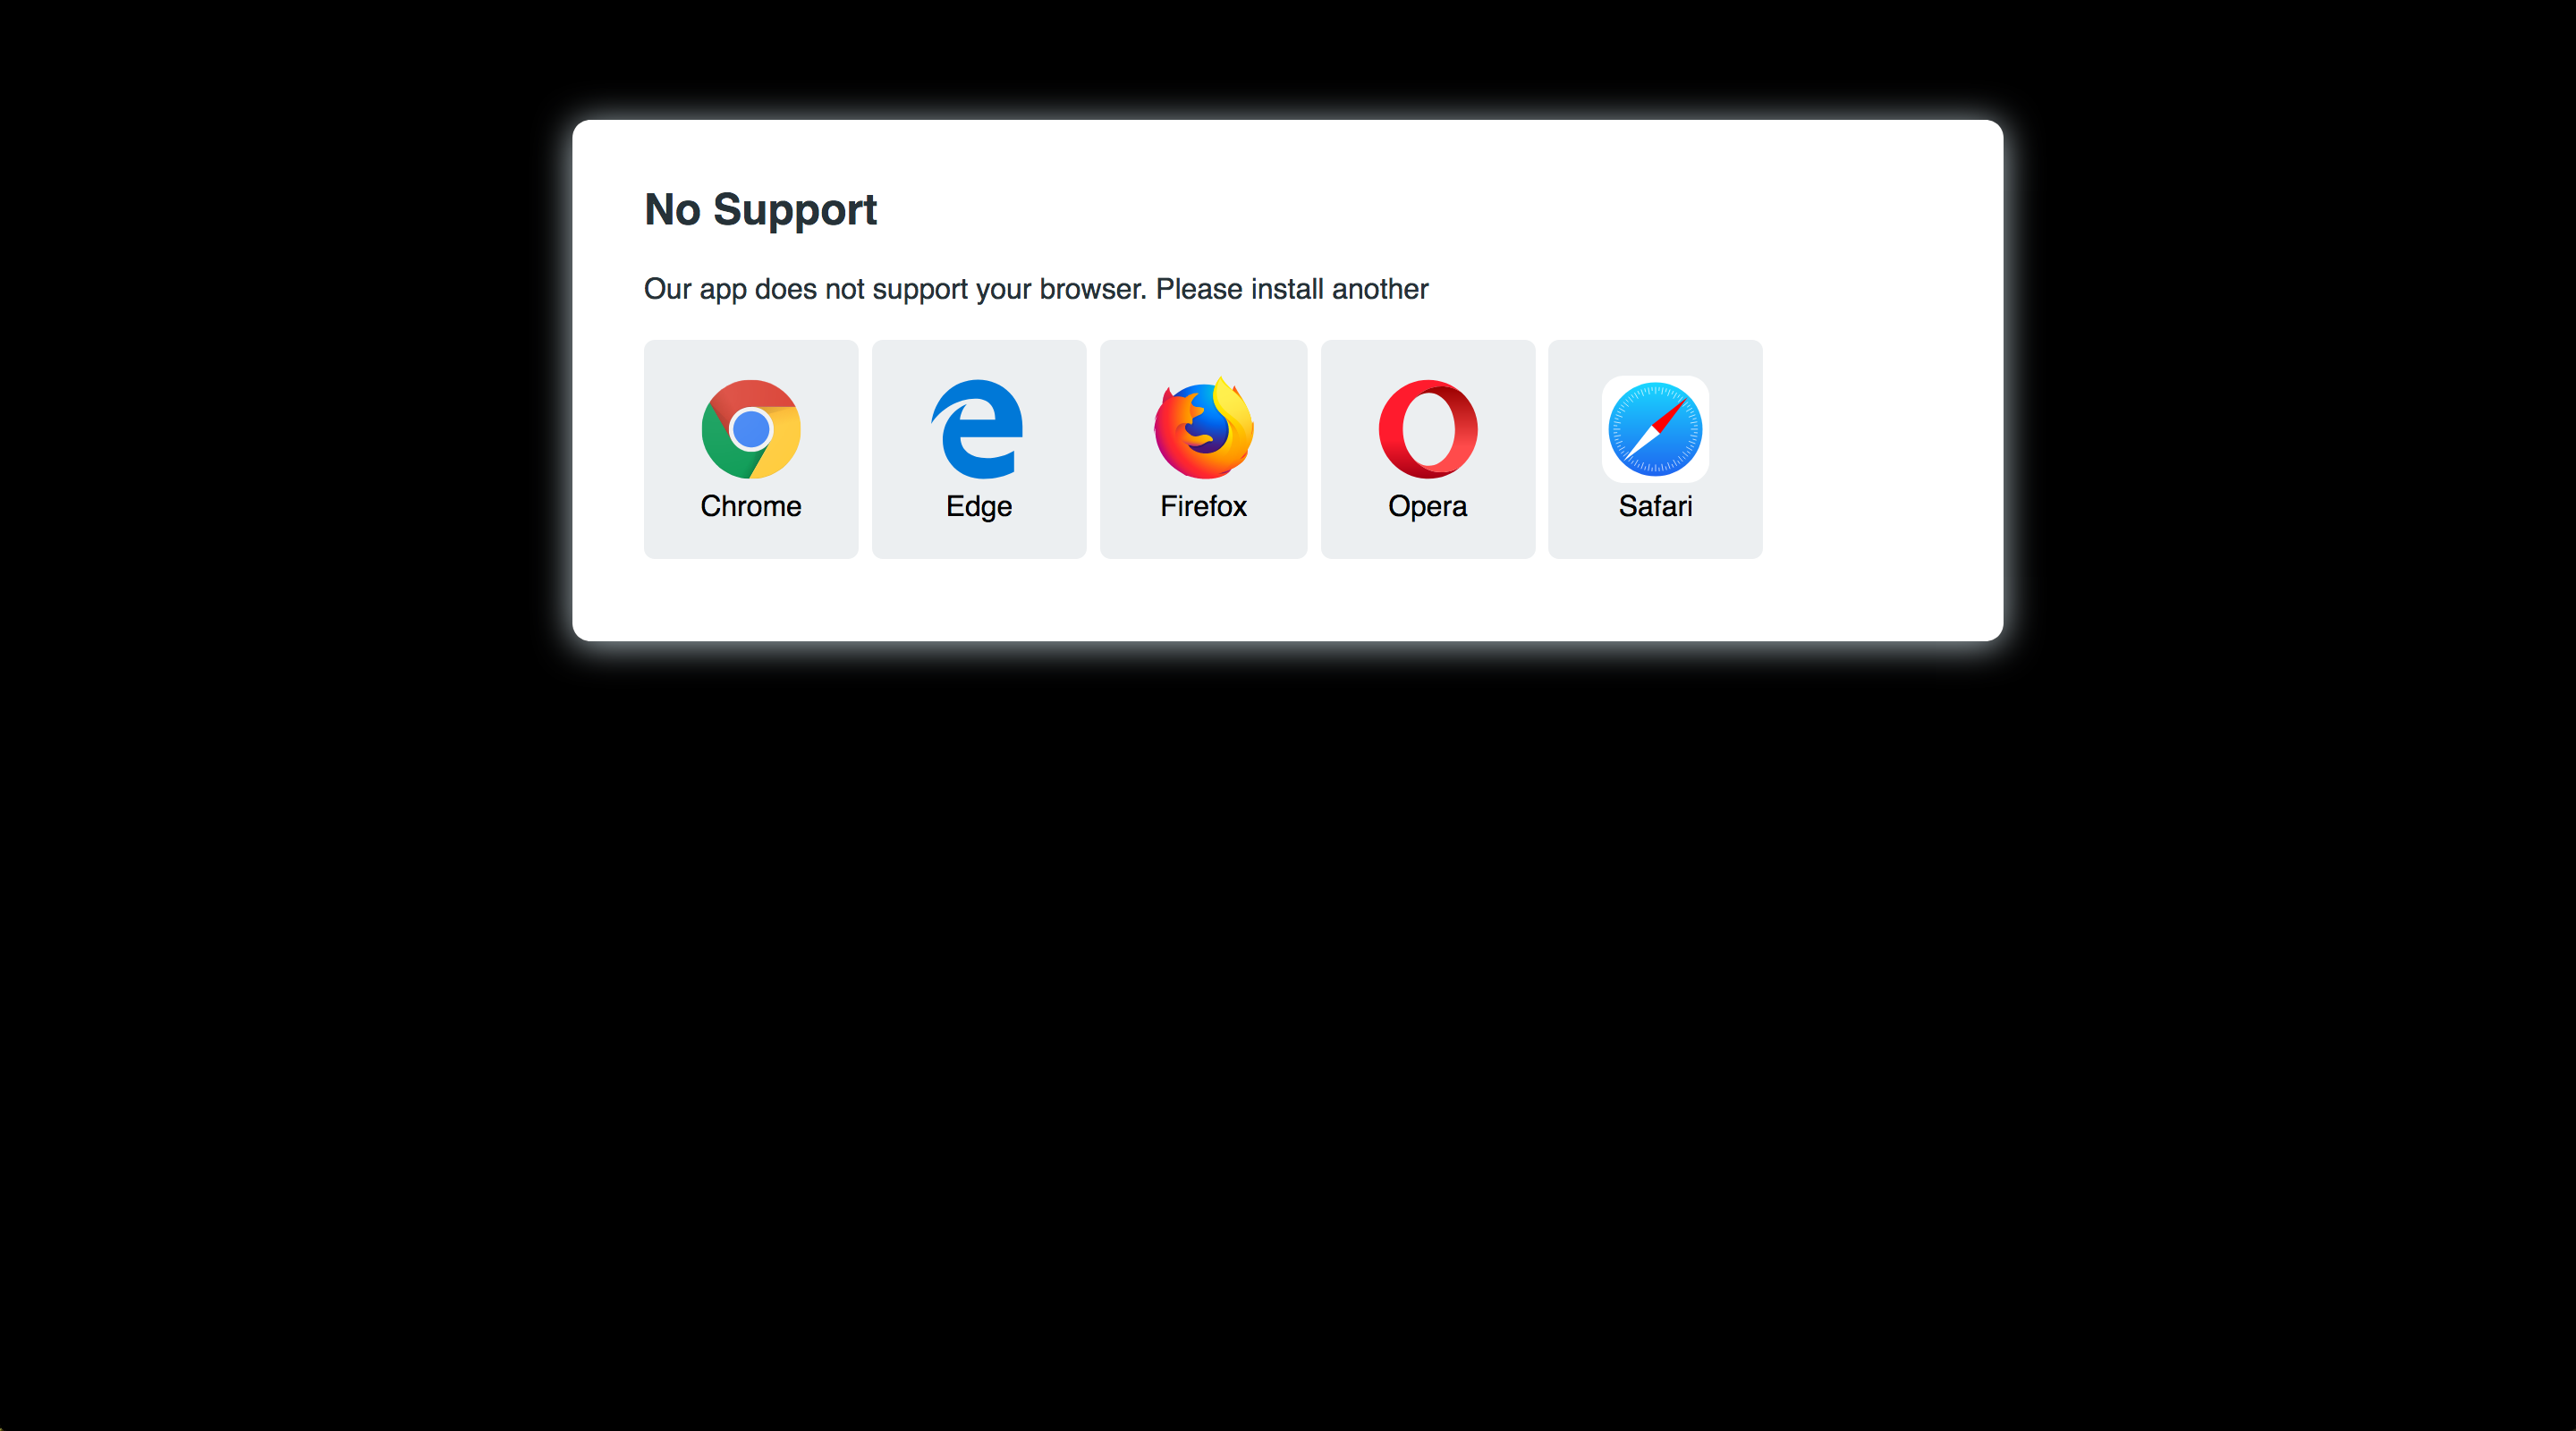 No Support
Our app does not support your browser. Please install another
Chrome Edge Firefox Opera Safari